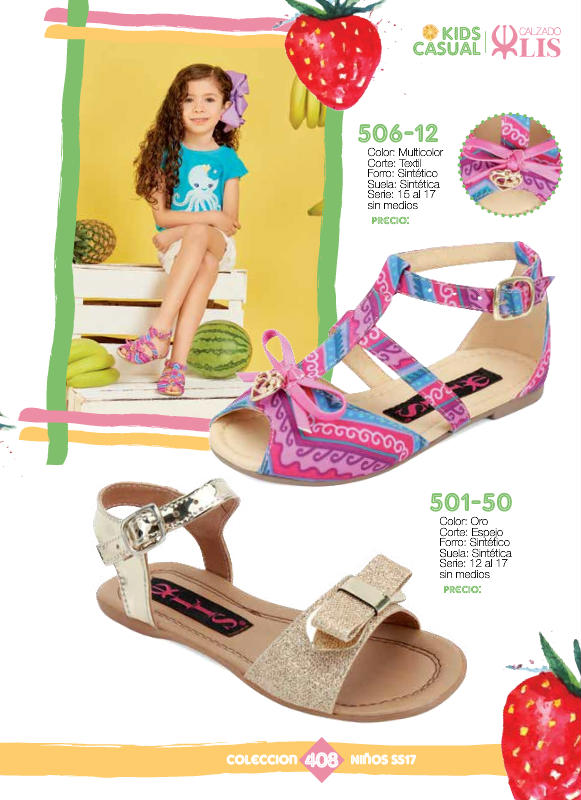 KIDS
CASUAL
CALZADO
LIS
506-12
Color: Multicolor
Corte: Textil
Forro: Sintético
Suela: Sintética
Serie: 15 al 17
sin medios
PRECIO:
LIS
501-50
Color: Oro
Corte: Espejo
Forro: Sintético
Suela: Sintética
Serie: 12 al 17
sin medios
PRECIO:
LIS®
COLECCION 408 NIÑOS SS17